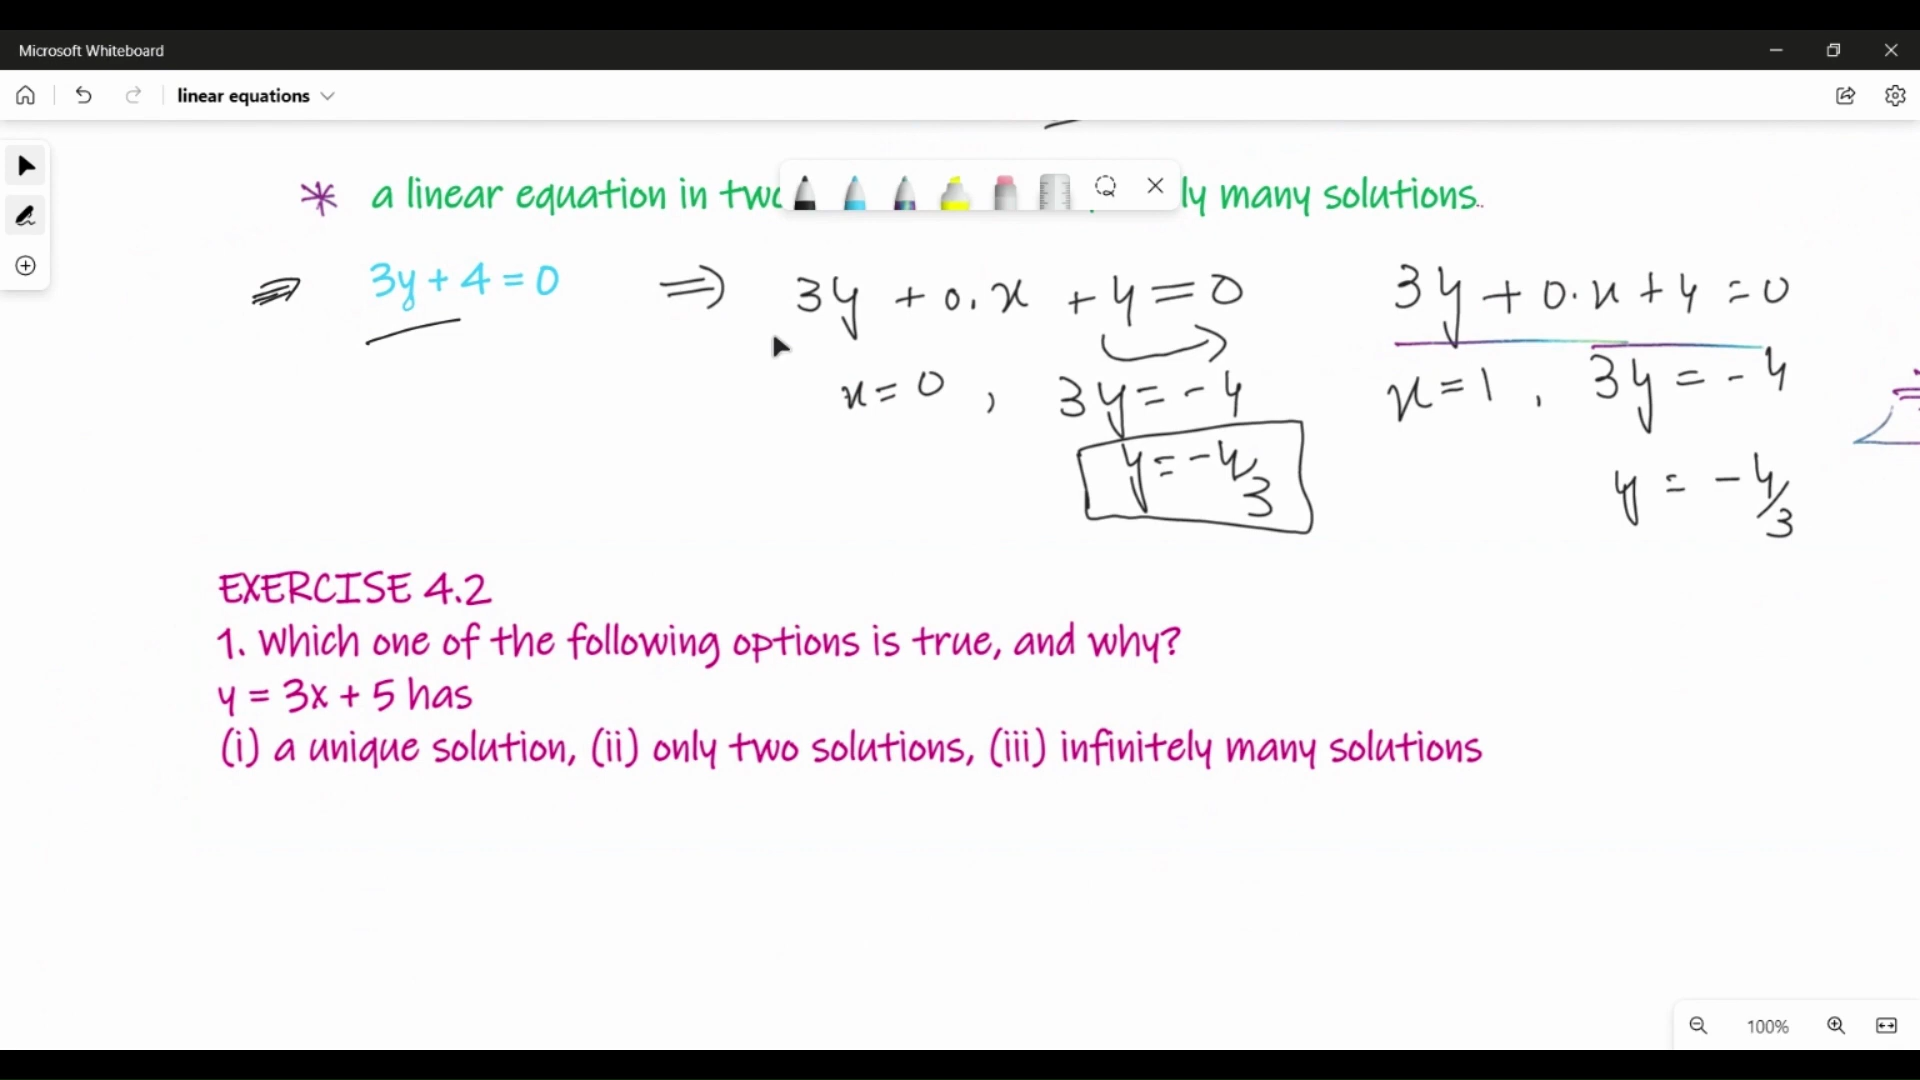 Microsoft Whiteboard
linear equations
* a linear equation in two ly many solutions..
3y + 4 = 0 ⇒ 3y + 0.x + 4 = 0
x = 0 , 3y = -4
y = -4/3
3y + 0.x + 4 = 0
x = 1 , 3y = -4
y = -4/3
EXERCISE 4.2
1. Which one of the following options is true, and why?
y = 3x + 5 has
(i) a unique solution, (ii) only two solutions, (iii) infinitely many solutions
100%